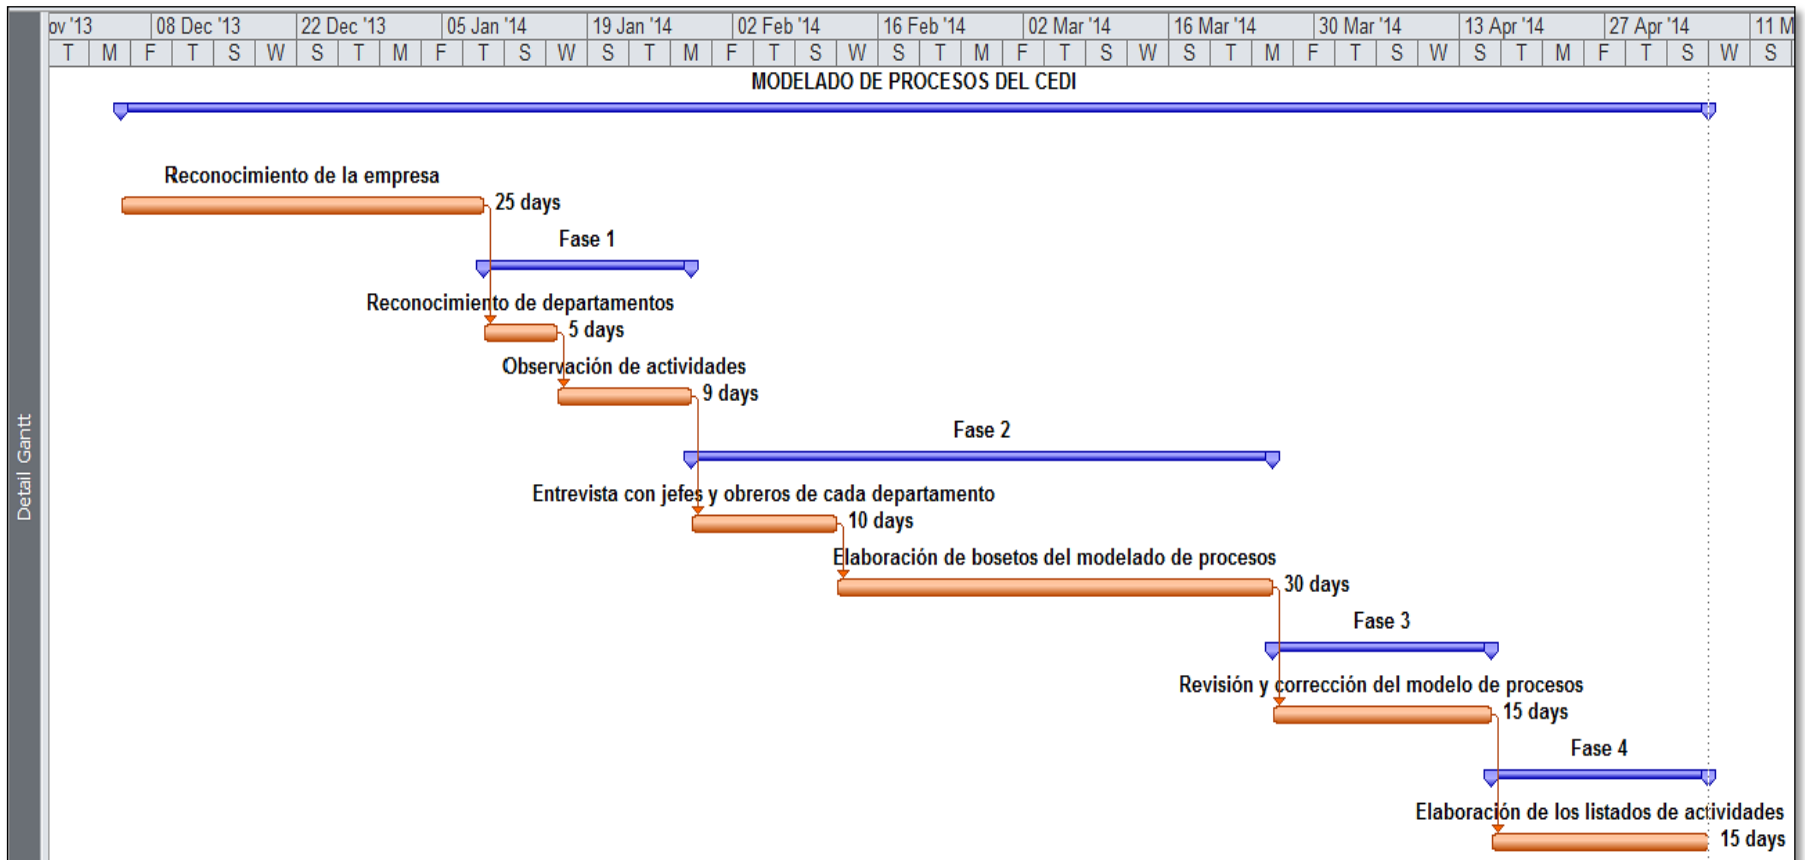 ov '13 08 Dec '13 22 Dec '13 05 Jan '14 19 Jan '14 02 Feb '14 16 Feb '14 02 Mar '14 16 Mar '14 30 Mar '14 13 Apr '14 27 Apr '14 11 M
T M F T S W S T M F T S W S T M F T S W S T M F T S W S T M F T S W S T M F T S W S
MODELADO DE PROCESOS DEL CEDI
Reconocimiento de la empresa
25 days
Fase 1
Reconocimiento de departamentos
5 days
Observación de actividades
9 days
Fase 2
Entrevista con jefes y obreros de cada departamento
10 days
Elaboración de bosetos del modelado de procesos
30 days
Fase 3
Revisión y corrección del modelo de procesos
15 days
Fase 4
Elaboración de los listados de actividades
15 days
Detail Gantt